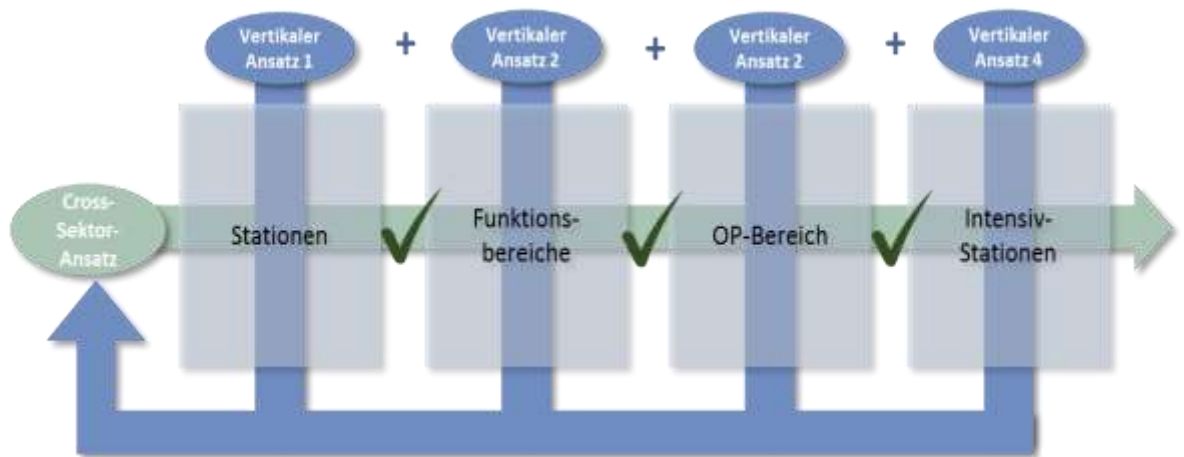 Vertikaler
Ansatz 1
+
Vertikaler
Ansatz 2
+
Vertikaler
Ansatz 2
+
Vertikaler
Ansatz 4
Cross-
Sektor-
Ansatz
Stationen
Funktions-
bereiche
OP-Bereich
Intensiv-
Stationen